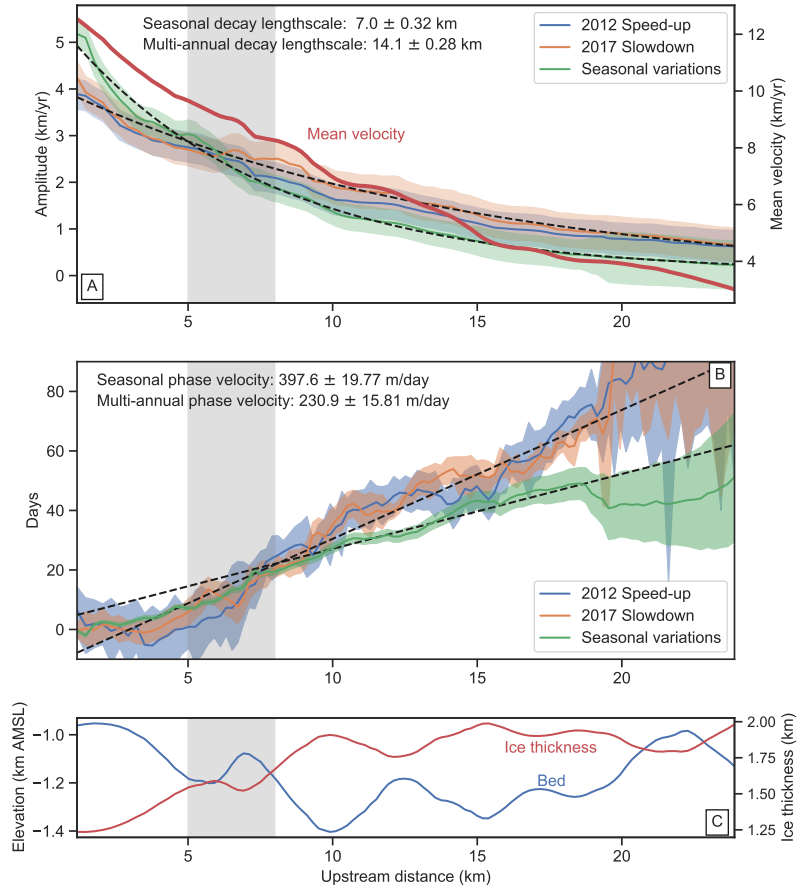 Seasonal decay lengthscale: 7.0 ± 0.32 km
Multi-annual decay lengthscale: 14.1 ± 0.28 km
2012 Speed-up
2017 Slowdown
Seasonal variations
Mean velocity
Amplitude (km/yr)
Mean velocity (km/yr)
5
4
3
2
1
0
12
10
8
6
4
A
5
10
15
20
Seasonal phase velocity: 397.6 ± 19.77 m/day
Multi-annual phase velocity: 230.9 ± 15.81 m/day
B
Days
80
60
40
20
0
2012 Speed-up
2017 Slowdown
Seasonal variations
5
10
15
20
Elevation (km AMSL)
−1.0
−1.2
−1.4
Ice thickness
Bed
C
2.00
1.75
1.50
1.25
Ice thickness (km)
5
10
15
20
Upstream distance (km)